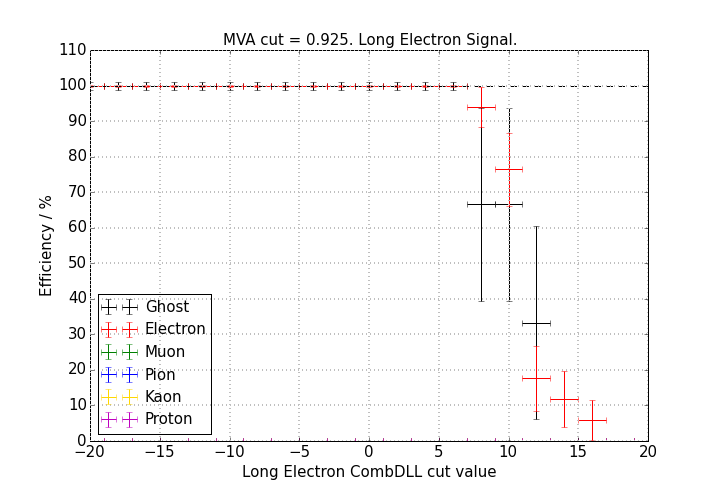 MVA cut = 0.925. Long Electron Signal.
110
100
90
80
70
60
50
40
30
20
10
0
Efficiency / %
Ghost
Electron
Muon
Pion
Kaon
Proton
−20 −15 −10 −5 0 5 10 15 20
Long Electron CombDLL cut value